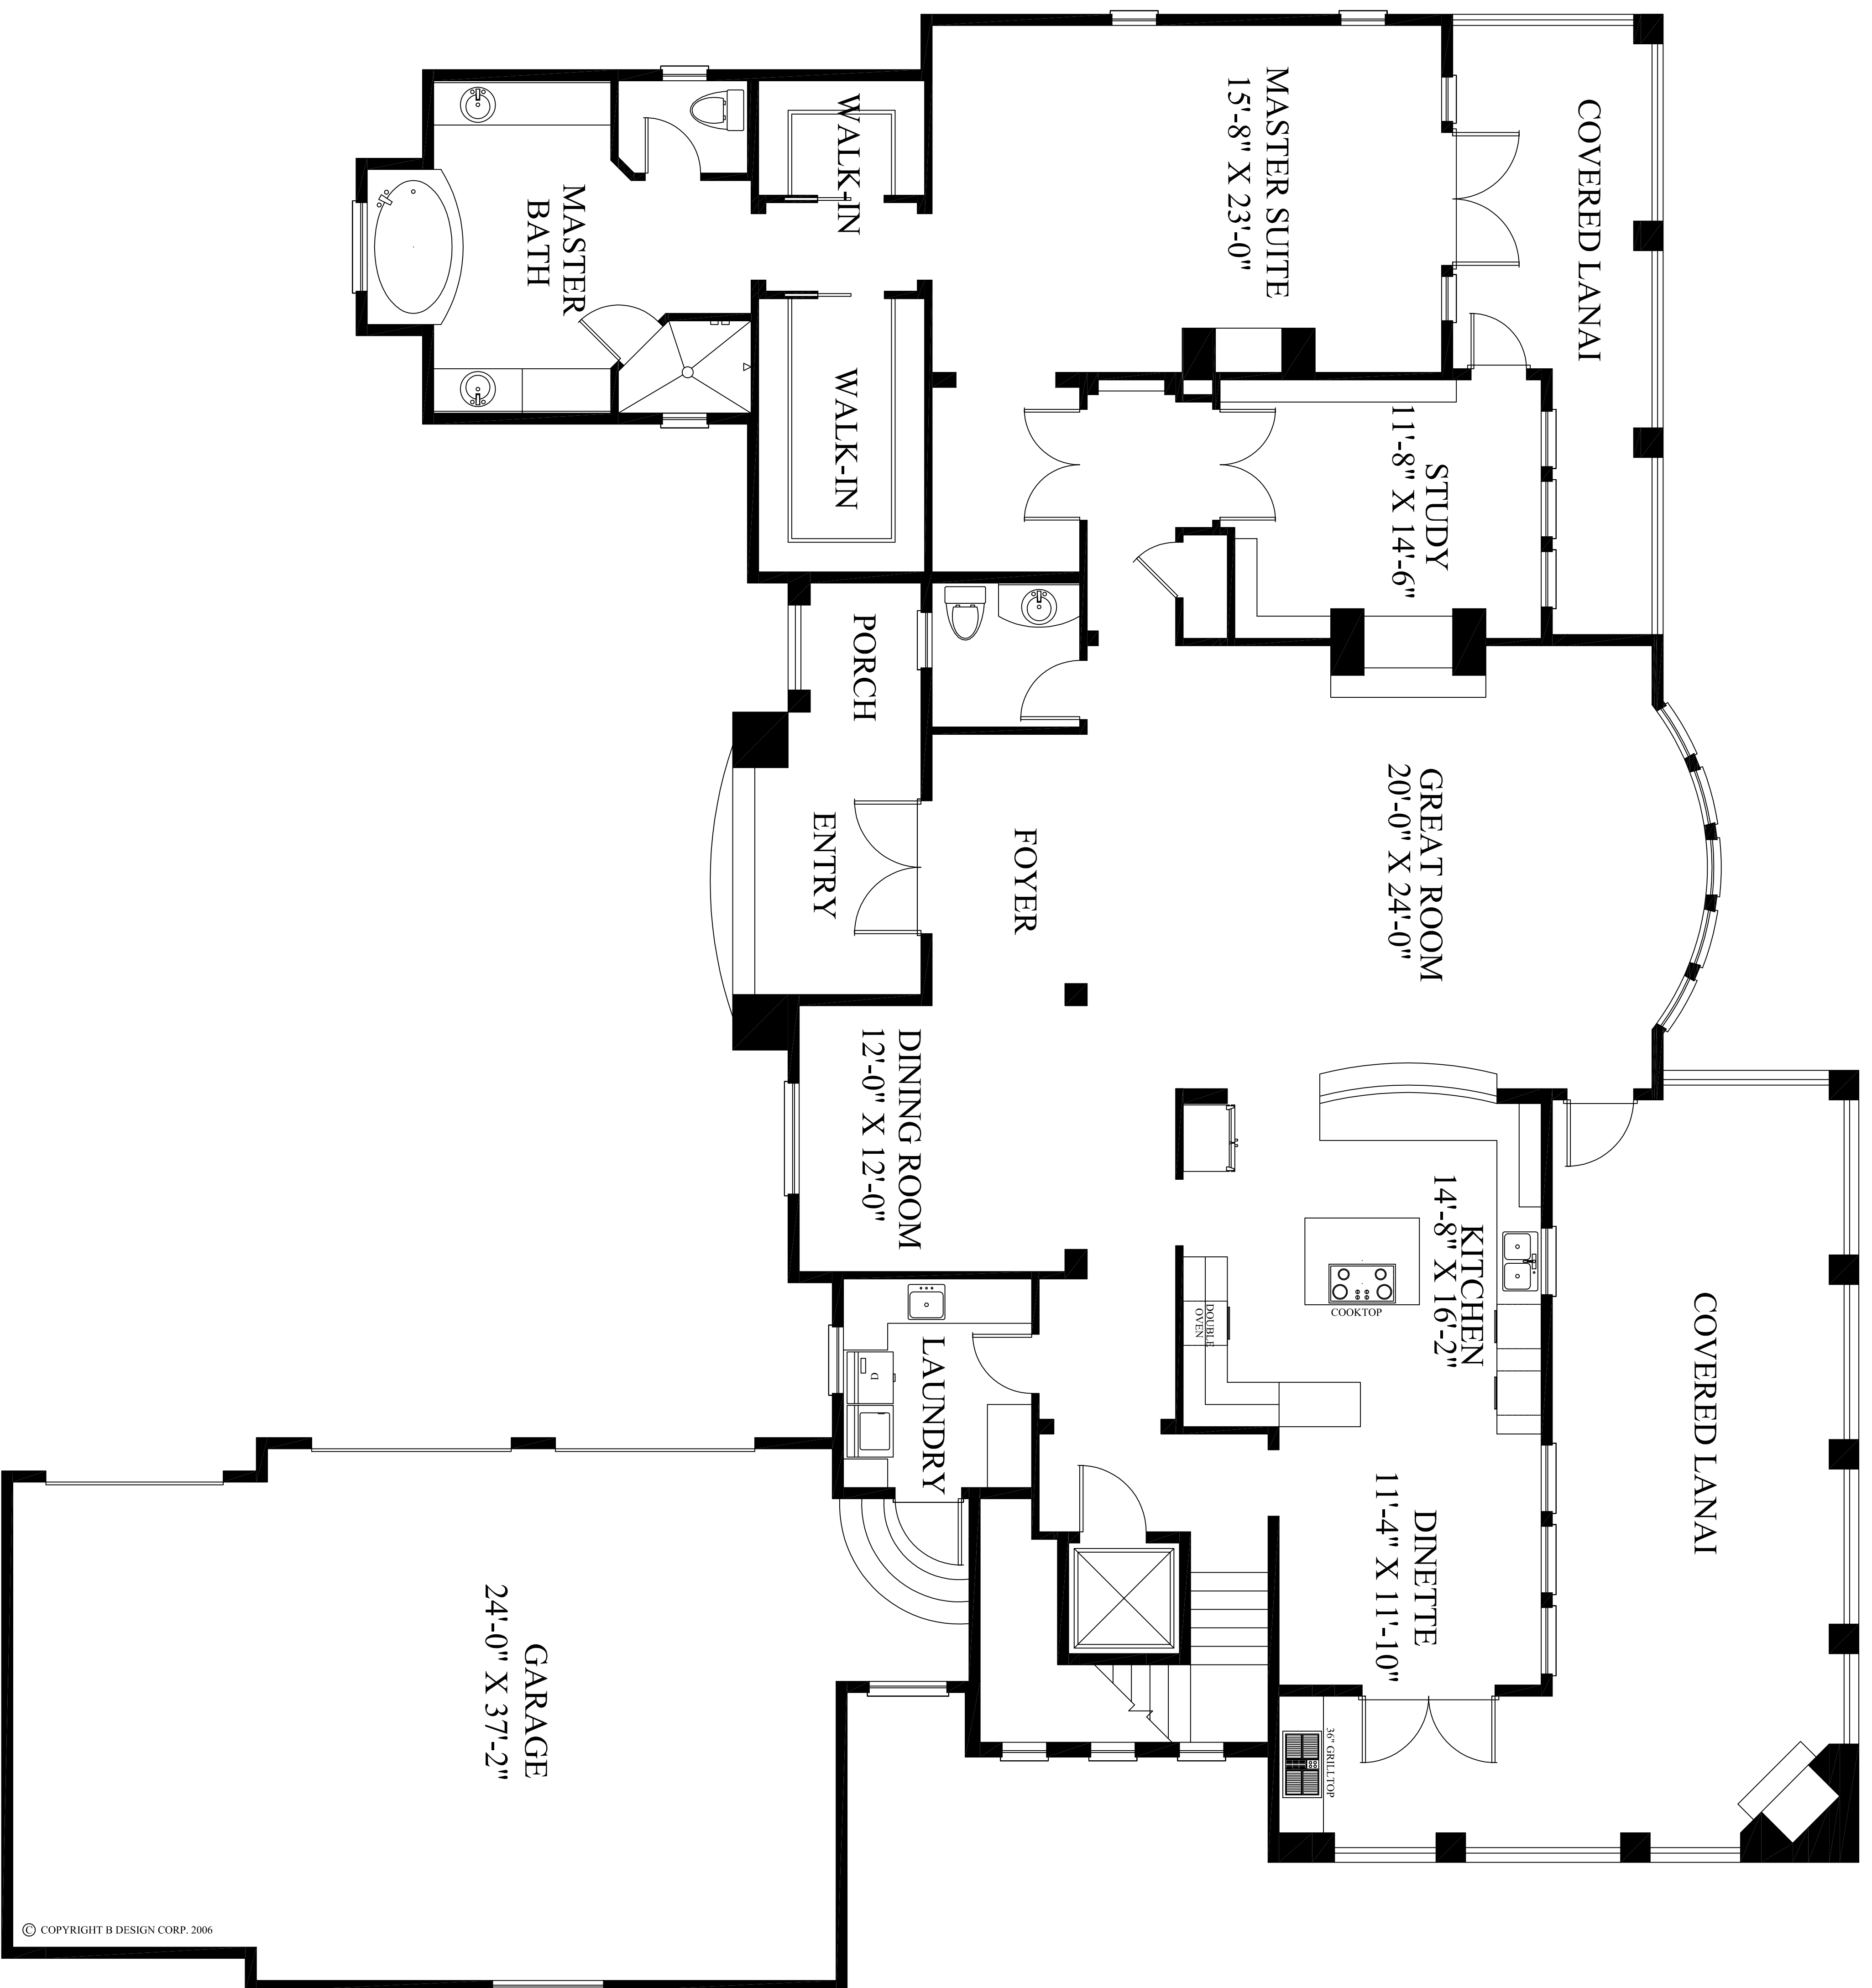 COVERED LANAI
MASTER SUITE
15'-8" X 23'-0"
WALK-IN
MASTER
BATH
WALK-IN
STUDY
11'-8" X 14'-6"
PORCH
ENTRY
FOYER
GREAT ROOM
20'-0" X 24'-0"
DINING ROOM
12'-0" X 12'-0"
KITCHEN
14'-8" X 16'-2"
COOKTOP
DOUBLE
OVEN
COVERED LANAI
LAUNDRY
D
DINETTE
11'-4" X 11'-10"
36" GRILLTOP
GARAGE
24'-0" X 37'-2"
© COPYRIGHT B DESIGN CORP. 2006